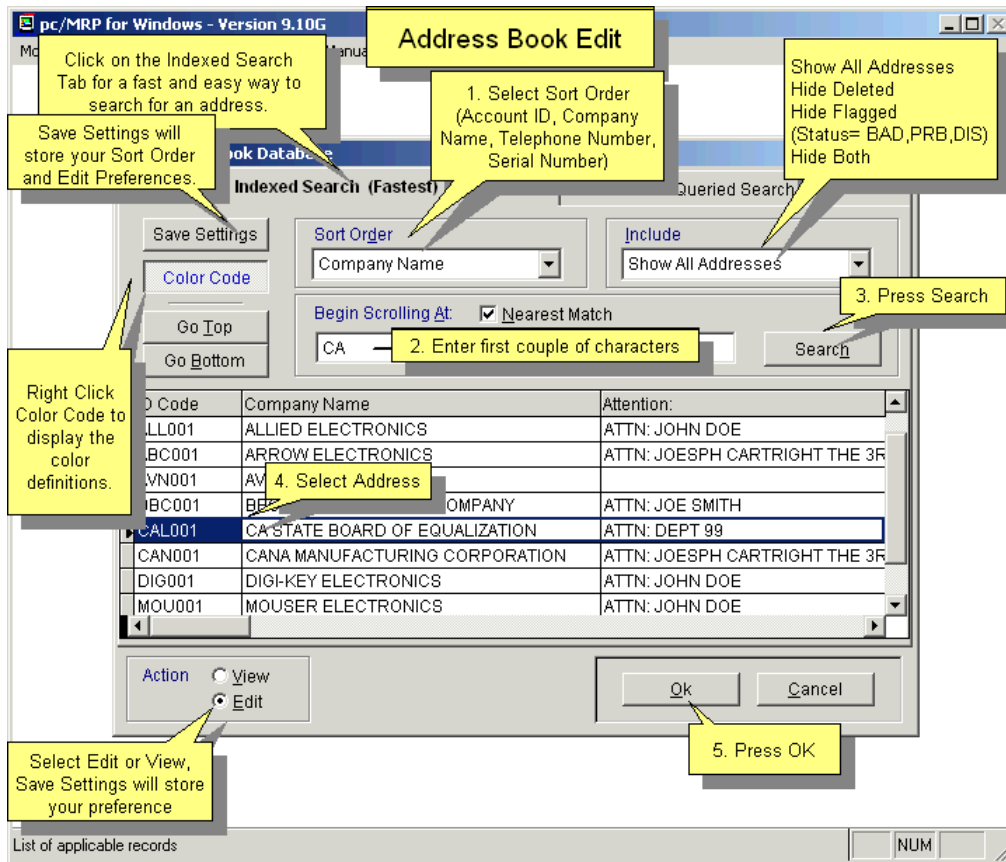 pc/MRP for Windows - Version 9.10G
Address Book Edit
Click on the Indexed Search
Tab for a fast and easy way to
search for an address.
1. Select Sort Order
(Account ID, Company
Name, Telephone Number,
Serial Number)
Show All Addresses
Hide Deleted
Hide Flagged
(Status= BAD,PRB,DIS)
Hide Both
Save Settings will
store your Sort Order
and Edit Preferences.
ook Database
Indexed Search (Fastest)
Queried Search
Save Settings
Color Code
Go Top
Go Bottom
Sort Order
Company Name
Include
Show All Addresses
Begin Scrolling At:
Nearest Match
CA
2. Enter first couple of characters
3. Press Search
Search
Right Click
Color Code to
display the
color
definitions.
D Code Company Name Attention:
ALL001 ALLIED ELECTRONICS ATTN: JOHN DOE
ABC001 ARROW ELECTRONICS ATTN: JOESPH CARTRIGHT THE 3R
AVN001 AV
4. Select Address
OMPANY ATTN: JOE SMITH
CAL001 CA STATE BOARD OF EQUALIZATION ATTN: DEPT 99
CAN001 CANA MANUFACTURING CORPORATION ATTN: JOESPH CARTRIGHT THE 3R
DIG001 DIGI-KEY ELECTRONICS ATTN: JOHN DOE
MOU001 MOUSER ELECTRONICS ATTN: JOHN DOE
Action
View
Edit
Ok
Cancel
5. Press OK
Select Edit or View,
Save Settings will store
your preference
List of applicable records
NUM